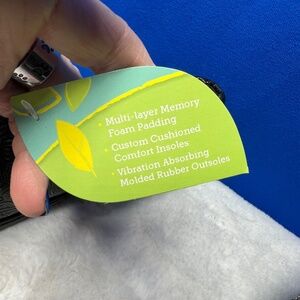 · Multi-layer Memory
Foam Padding
· Custom Cushioned
Comfort Insoles
· Vibration Absorbing
Molded Rubber Outsoles